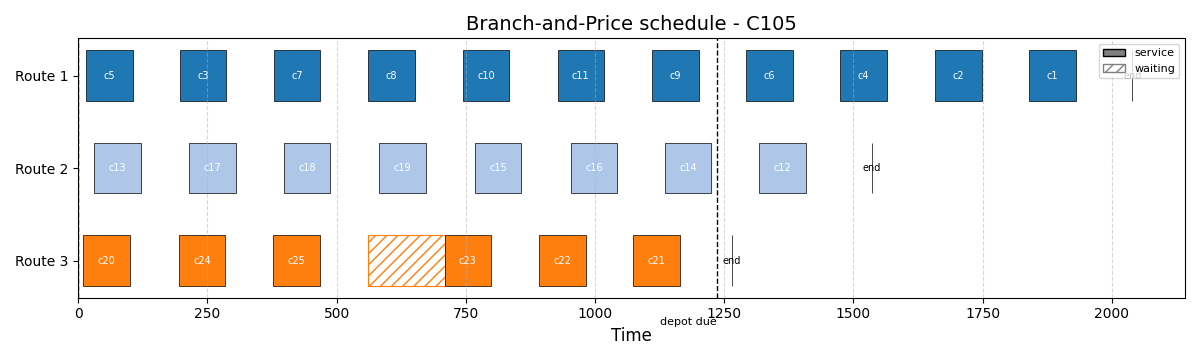 Branch-and-Price schedule - C105
Route 1
c5 c3 c7 c8 c10 c11 c9 c6 c4 c2 c1 end
service
waiting
Route 2
c13 c17 c18 c19 c15 c16 c14 c12 end
Route 3
c20 c24 c25 c23 c22 c21 end
0 250 500 750 1000 1250 1500 1750 2000
depot due
Time